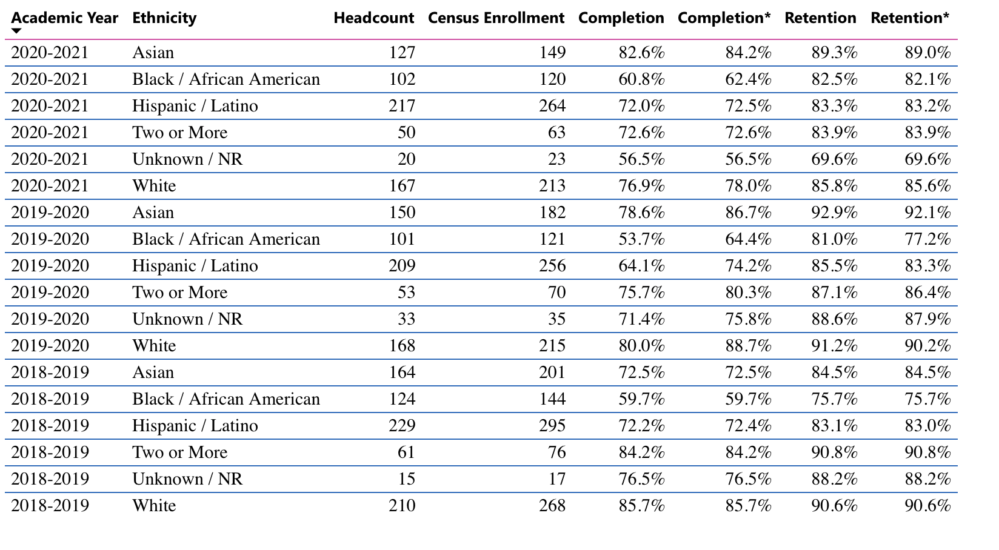 Academic Year Ethnicity Headcount Census Enrollment Completion Completion* Retention Retention*
2020-2021 Asian 127 149 82.6% 84.2% 89.3% 89.0%
2020-2021 Black / African American 102 120 60.8% 62.4% 82.5% 82.1%
2020-2021 Hispanic / Latino 217 264 72.0% 72.5% 83.3% 83.2%
2020-2021 Two or More 50 63 72.6% 72.6% 83.9% 83.9%
2020-2021 Unknown / NR 20 23 56.5% 56.5% 69.6% 69.6%
2020-2021 White 167 213 76.9% 78.0% 85.8% 85.6%
2019-2020 Asian 150 182 78.6% 86.7% 92.9% 92.1%
2019-2020 Black / African American 101 121 53.7% 64.4% 81.0% 77.2%
2019-2020 Hispanic / Latino 209 256 64.1% 74.2% 85.5% 83.3%
2019-2020 Two or More 53 70 75.7% 80.3% 87.1% 86.4%
2019-2020 Unknown / NR 33 35 71.4% 75.8% 88.6% 87.9%
2019-2020 White 168 215 80.0% 88.7% 91.2% 90.2%
2018-2019 Asian 164 201 72.5% 72.5% 84.5% 84.5%
2018-2019 Black / African American 124 144 59.7% 59.7% 75.7% 75.7%
2018-2019 Hispanic / Latino 229 295 72.2% 72.4% 83.1% 83.0%
2018-2019 Two or More 61 76 84.2% 84.2% 90.8% 90.8%
2018-2019 Unknown / NR 15 17 76.5% 76.5% 88.2% 88.2%
2018-2019 White 210 268 85.7% 85.7% 90.6% 90.6%